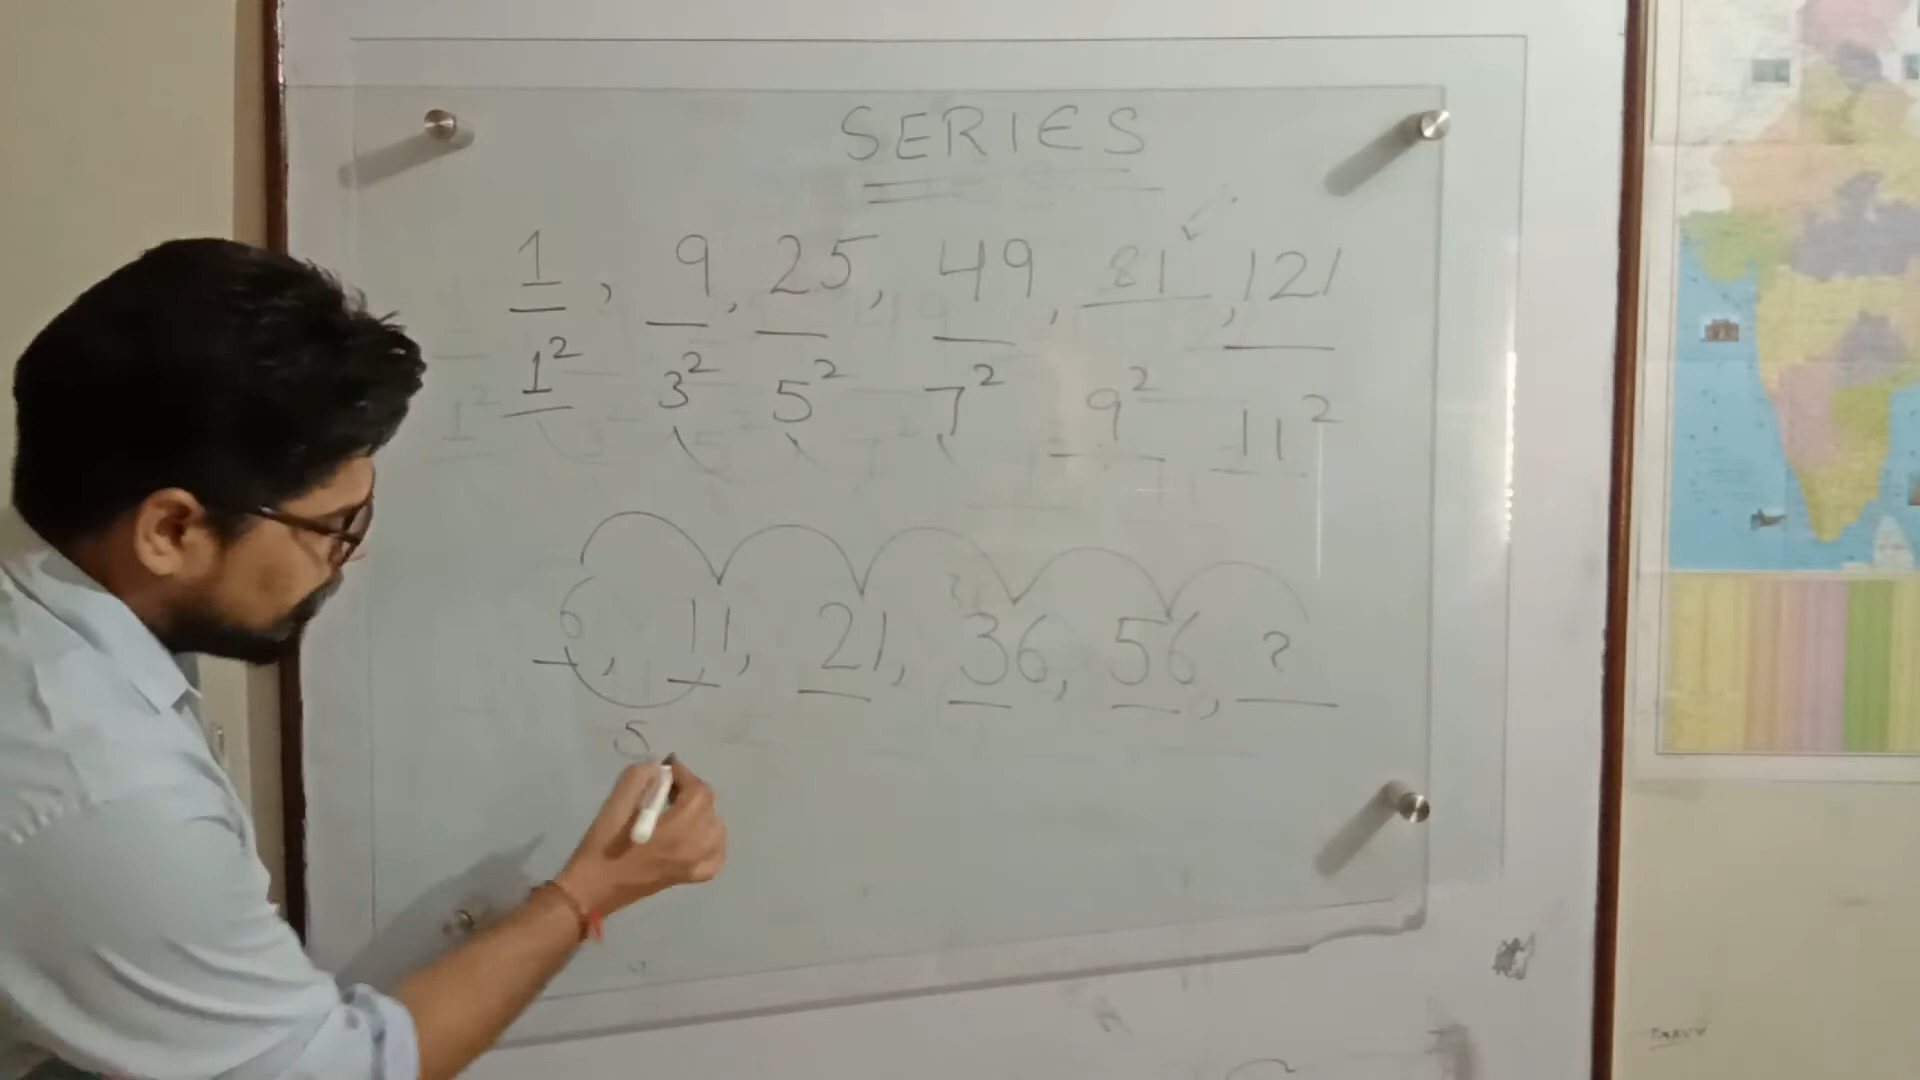 SERIES
1, 9, 25, 49, 81 ✓, 121
1² 3² 5² 7² 9² 11²
6, 11, 21, 36, 56, ?
5